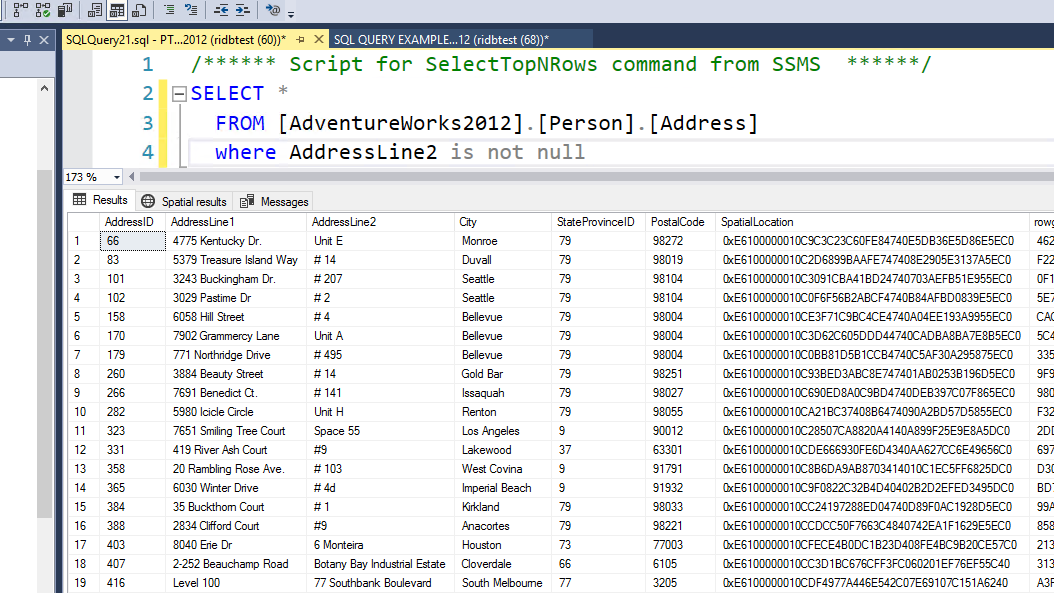 SQLQuery21.sql - PT...2012 (ridbtest (60))* SQL QUERY EXAMPLE...12 (ridbtest (68))*
1 /****** Script for SelectTopNRows command from SSMS ******/
2 SELECT *
3 FROM [AdventureWorks2012].[Person].[Address]
4 where AddressLine2 is not null
173 %
Results Spatial results Messages
AddressID AddressLine1 AddressLine2 City StateProvinceID PostalCode SpatialLocation rowg
1 66 4775 Kentucky Dr. Unit E Monroe 79 98272 0xE6100000010C9C3C23C60FE84740E5DB36E5D86E5EC0 462
2 83 5379 Treasure Island Way # 14 Duvall 79 98019 0xE6100000010C2D6899BAAFE747408E2905E3137A5EC0 F22
3 101 3243 Buckingham Dr. # 207 Seattle 79 98104 0xE6100000010C3091CBA41BD24740703AEFB51E955EC0 0F1
4 102 3029 Pastime Dr # 2 Seattle 79 98104 0xE6100000010C0F6F56B2ABCF4740B84AFBD0839E5EC0 5E7
5 158 6058 Hill Street # 4 Bellevue 79 98004 0xE6100000010CE3F71C9BC4CE4740A04EE193A9955EC0 CAC
6 170 7902 Grammercy Lane Unit A Bellevue 79 98004 0xE6100000010C3D62C605DDD44740CADBA8BA7E8B5EC0 5C4
7 179 771 Northridge Drive # 495 Bellevue 79 98004 0xE6100000010C0BB81D5B1CCB4740C5AF30A295875EC0 335
8 260 3884 Beauty Street # 14 Gold Bar 79 98251 0xE6100000010C93BED3ABC8E747401AB0253B196D5EC0 9F9
9 266 7691 Benedict Ct. # 141 Issaquah 79 98027 0xE6100000010C690ED8A0C9BD4740DEB397C07F865EC0 980
10 282 5980 Icicle Circle Unit H Renton 79 98055 0xE6100000010CA21BC37408B6474090A2BD57D5855EC0 F32
11 323 7651 Smiling Tree Court Space 55 Los Angeles 9 90012 0xE6100000010C28507CA8820A4140A899F25E9E8A5DC0 2DD
12 331 419 River Ash Court #9 Lakewood 37 63301 0xE6100000010CDE666930FE6D4340AA627CC6E49656C0 697
13 358 20 Rambling Rose Ave. # 103 West Covina 9 91791 0xE6100000010C8B6DA9AB8703414010C1EC5FF6825DC0 D30
14 365 6030 Winter Drive # 4d Imperial Beach 9 91932 0xE6100000010C9F0822C32B4D40402B2D2EFED3495DC0 BD7
15 384 35 Buckthorn Court # 1 Kirkland 79 98033 0xE6100000010CC24197288ED04740D89F0AC1928D5EC0 99A
16 388 2834 Clifford Court #9 Anacortes 79 98221 0xE6100000010CCDCC50F7663C4840742EA1F1629E5EC0 858
17 403 8040 Erie Dr 6 Monteira Houston 73 77003 0xE6100000010CFECE4B0DC1B23D408FE4BC9B20CE57C0 213
18 407 2-252 Beauchamp Road Botany Bay Industrial Estate Cloverdale 66 6105 0xE6100000010CC3D1BC676CFF3FC060201EF76EF55C40 313
19 416 Level 100 77 Southbank Boulevard South Melbourne 77 3205 0xE6100000010CDF4977A446E542C07E69107C151A6240 A3F